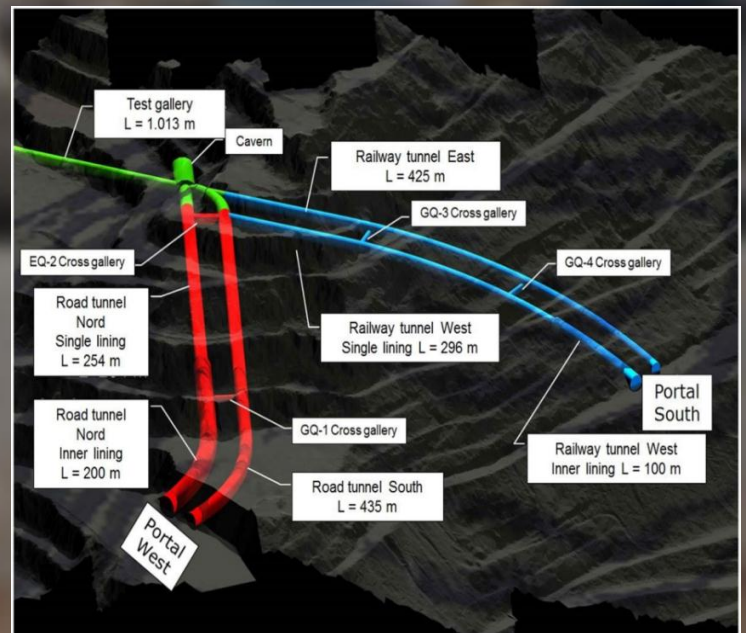 Test gallery
L = 1.013 m
Cavern
Railway tunnel East
L = 425 m
GQ-3 Cross gallery
EQ-2 Cross gallery
GQ-4 Cross gallery
Road tunnel
Nord
Single lining
L = 254 m
Railway tunnel West
Single lining L = 296 m
Portal
South
Road tunnel
Nord
Inner lining
L = 200 m
GQ-1 Cross gallery
Railway tunnel West
Inner lining L = 100 m
Road tunnel South
L = 435 m
Portal
West